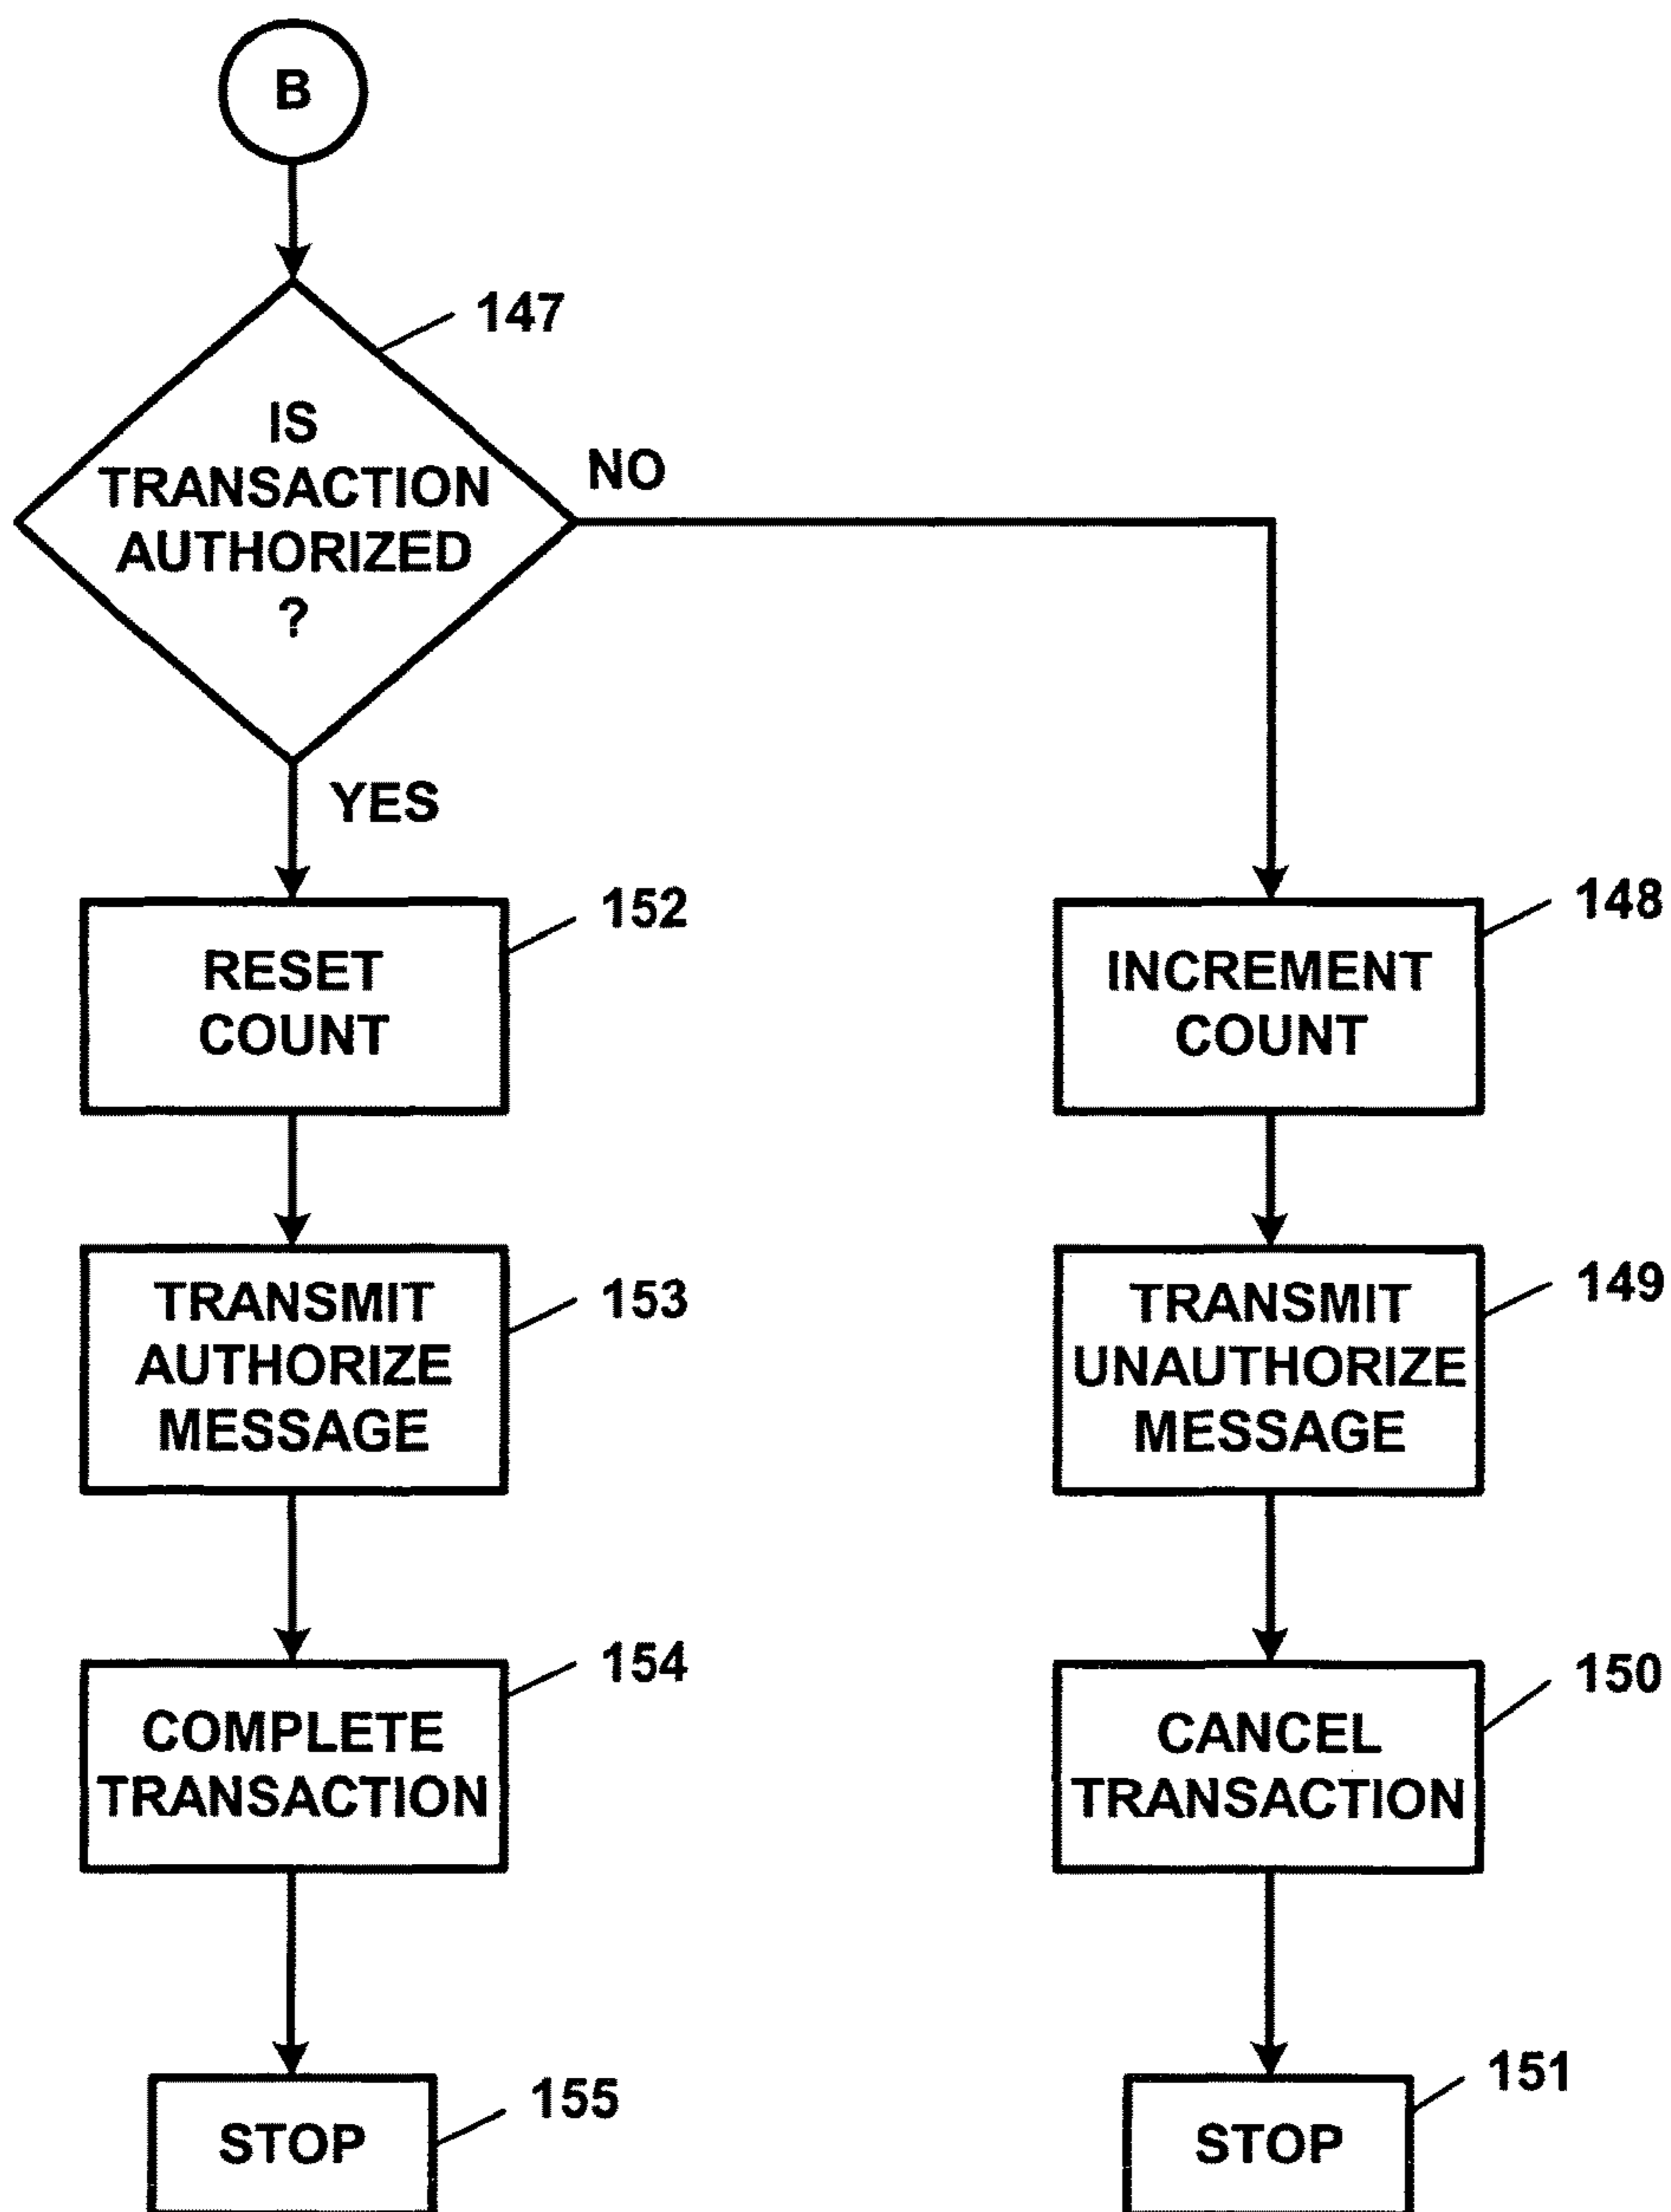 B
147
IS
TRANSACTION
AUTHORIZED
?
NO
YES
152
RESET
COUNT
148
INCREMENT
COUNT
153
TRANSMIT
AUTHORIZE
MESSAGE
149
TRANSMIT
UNAUTHORIZE
MESSAGE
154
COMPLETE
TRANSACTION
150
CANCEL
TRANSACTION
155
STOP
151
STOP